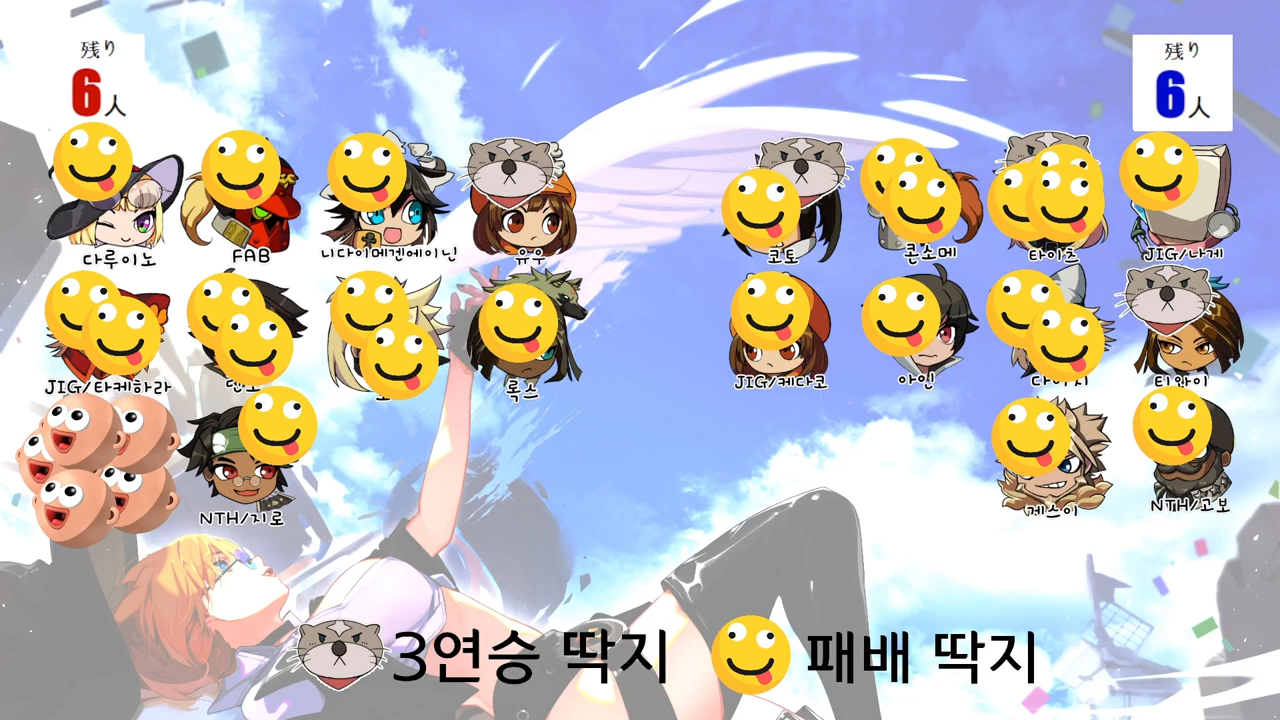 残り
6人
残り
6人
다루이노
FAB
니다이메겐에이닌
유우
코토
콘소메
타이츠
JIG/나게
JIG/타케하라
록스
JIG/케다코
아인
티와이
NTH/지로
게스이
NTH/고보
3연승 딱지
패배 딱지